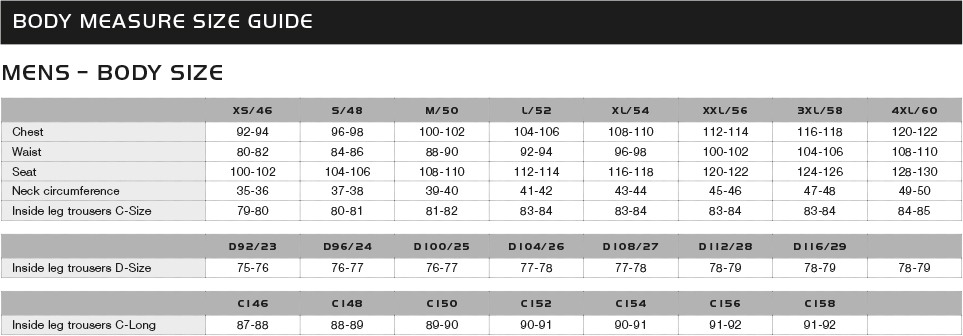 BODY MEASURE SIZE GUIDE
MENS - BODY SIZE
XS/46 S/48 M/50 L/52 XL/54 XXL/56 3XL/58 4XL/60
Chest 92-94 96-98 100-102 104-106 108-110 112-114 116-118 120-122
Waist 80-82 84-86 88-90 92-94 96-98 100-102 104-106 108-110
Seat 100-102 104-106 108-110 112-114 116-118 120-122 124-126 128-130
Neck circumference 35-36 37-38 39-40 41-42 43-44 45-46 47-48 49-50
Inside leg trousers C-Size 79-80 80-81 81-82 83-84 83-84 83-84 83-84 84-85
D92/23 D96/24 D100/25 D104/26 D108/27 D112/28 D116/29
Inside leg trousers D-Size 75-76 76-77 76-77 77-78 77-78 78-79 78-79 78-79
C146 C148 C150 C152 C154 C156 C158
Inside leg trousers C-Long 87-88 88-89 89-90 90-91 90-91 91-92 91-92